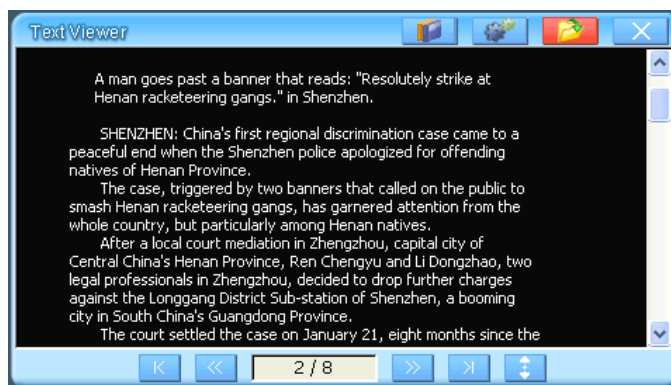 Text Viewer
A man goes past a banner that reads: "Resolutely strike at
Henan racketeering gangs." in Shenzhen.
SHENZHEN: China's first regional discrimination case came to a
peaceful end when the Shenzhen police apologized for offending
natives of Henan Province.
The case, triggered by two banners that called on the public to
smash Henan racketeering gangs, has garnered attention from the
whole country, but particularly among Henan natives.
After a local court mediation in Zhengzhou, capital city of
Central China's Henan Province, Ren Chengyu and Li Dongzhao, two
legal professionals in Zhengzhou, decided to drop further charges
against the Longgang District Sub-station of Shenzhen, a booming
city in South China's Guangdong Province.
The court settled the case on January 21, eight months since the
2 / 8